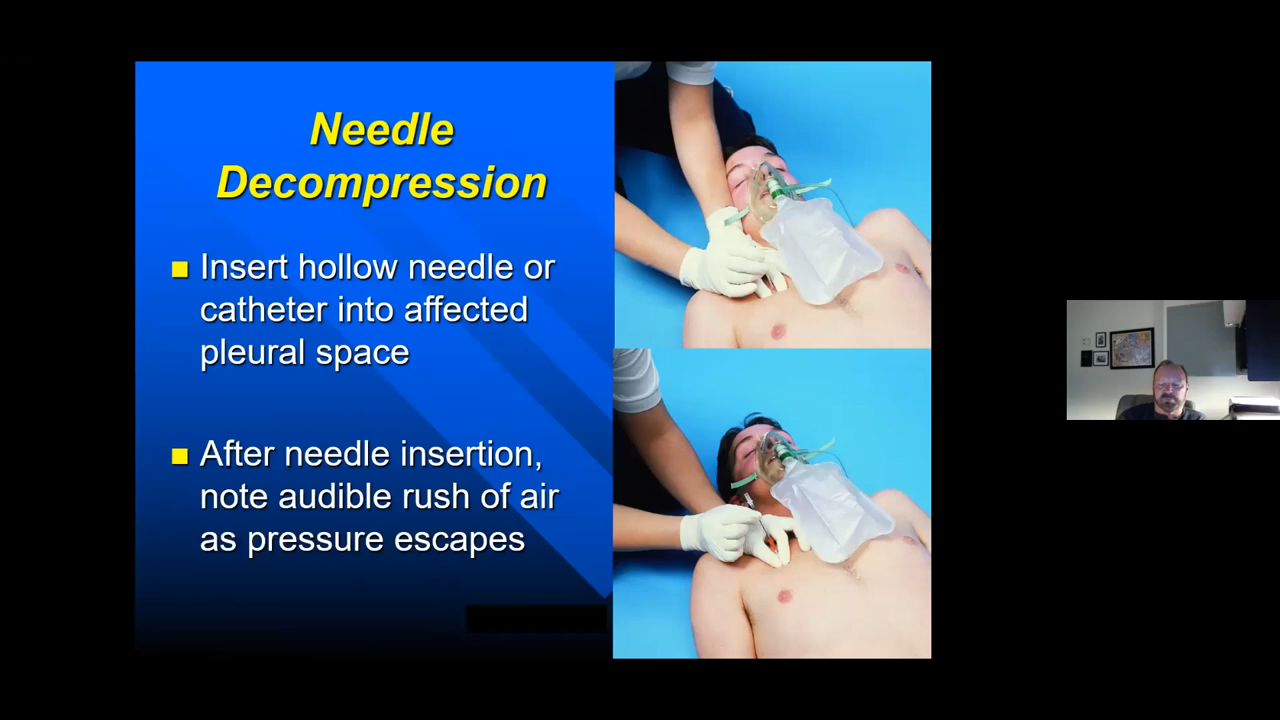 Needle
Decompression
Insert hollow needle or
catheter into affected
pleural space
After needle insertion,
note audible rush of air
as pressure escapes